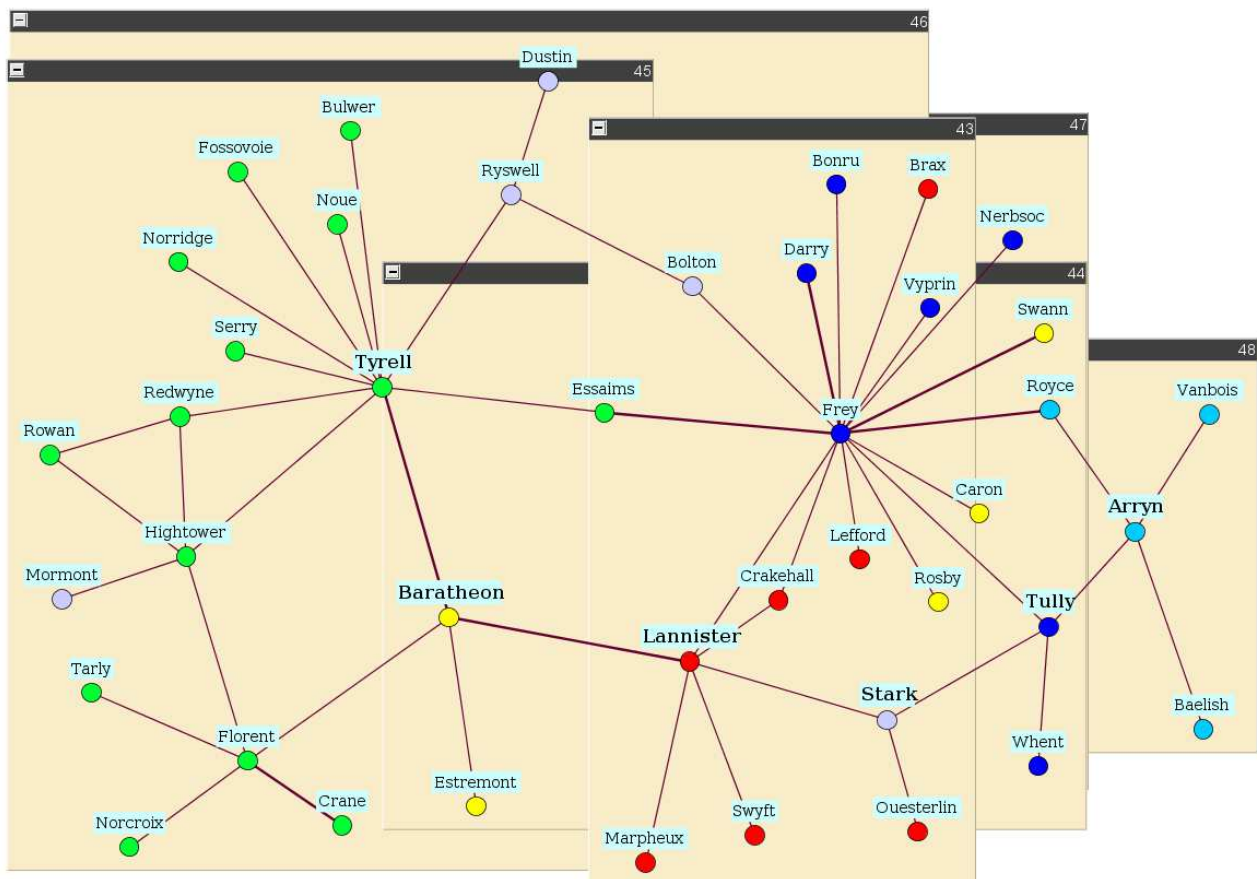 46
Dustin
45
Bulwer
47
43
Fossovoie
Bonru
Brax
Ryswell
Noue
Nerbsoc
Norridge
Darry
Bolton
44
Vyprin
Swann
Serry
48
Tyrell
Essaims
Royce
Vanbois
Redwyne
Frey
Rowan
Caron
Arryn
Hightower
Lefford
Mormont
Crakehall
Rosby
Baratheon
Tully
Lannister
Tarly
Stark
Baelish
Florent
Whent
Estremont
Crane
Ouesterlin
Norcroix
Swyft
Marpheux